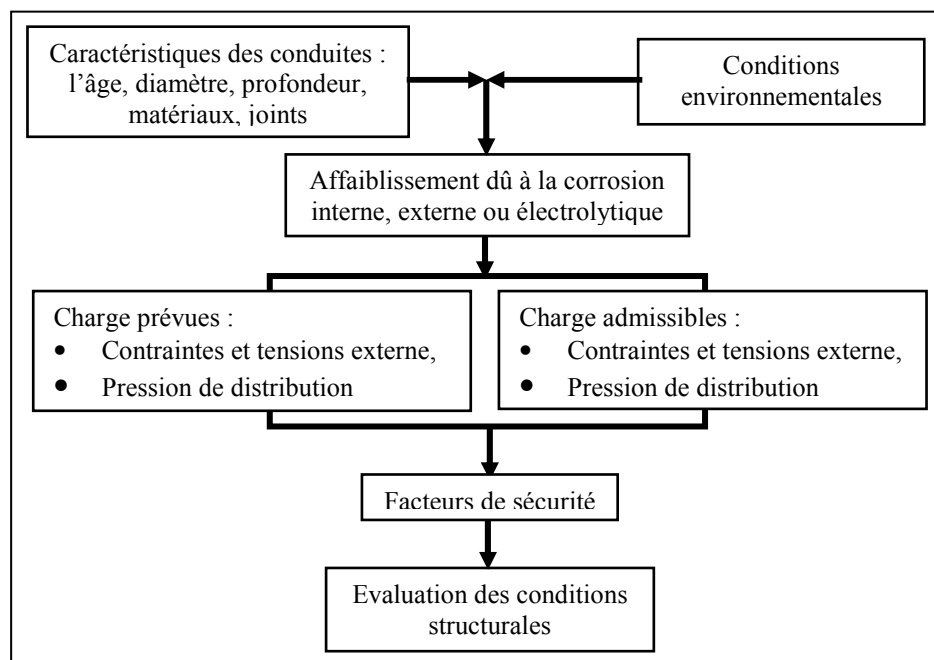 Caractéristiques des conduites :
l'âge, diamètre, profondeur,
matériaux, joints
Conditions
environnementales
Affaiblissement dû à la corrosion
interne, externe ou électrolytique
Charge prévues :
• Contraintes et tensions externe,
• Pression de distribution
Charge admissibles :
• Contraintes et tensions externe,
• Pression de distribution
Facteurs de sécurité
Evaluation des conditions
structurales